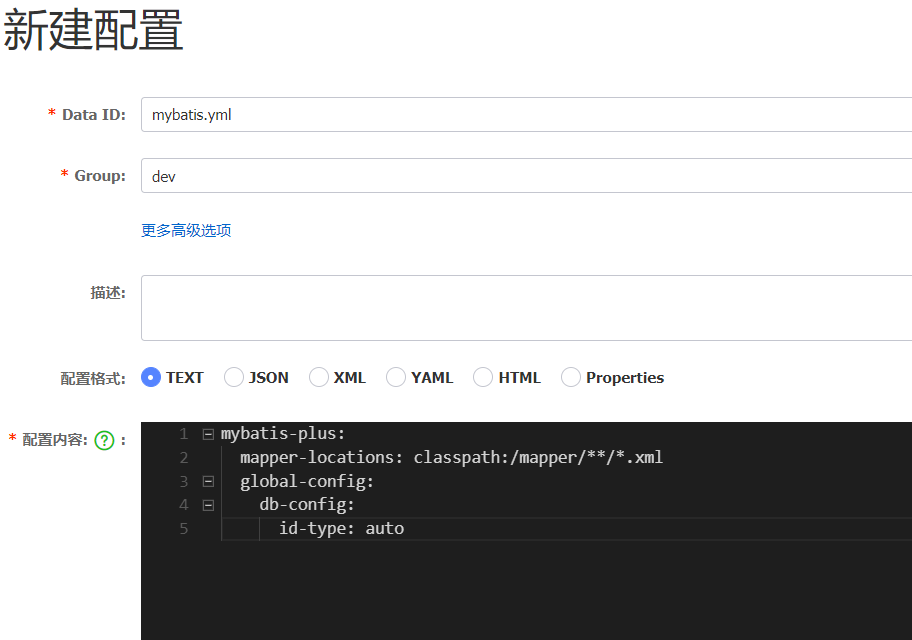 新建配置
* Data ID: mybatis.yml
* Group: dev
更多高级选项
描述:
配置格式: TEXT JSON XML YAML HTML Properties
* 配置内容: ? :
1 mybatis-plus:
2 mapper-locations: classpath:/mapper/**/*.xml
3 global-config:
4 db-config:
5 id-type: auto